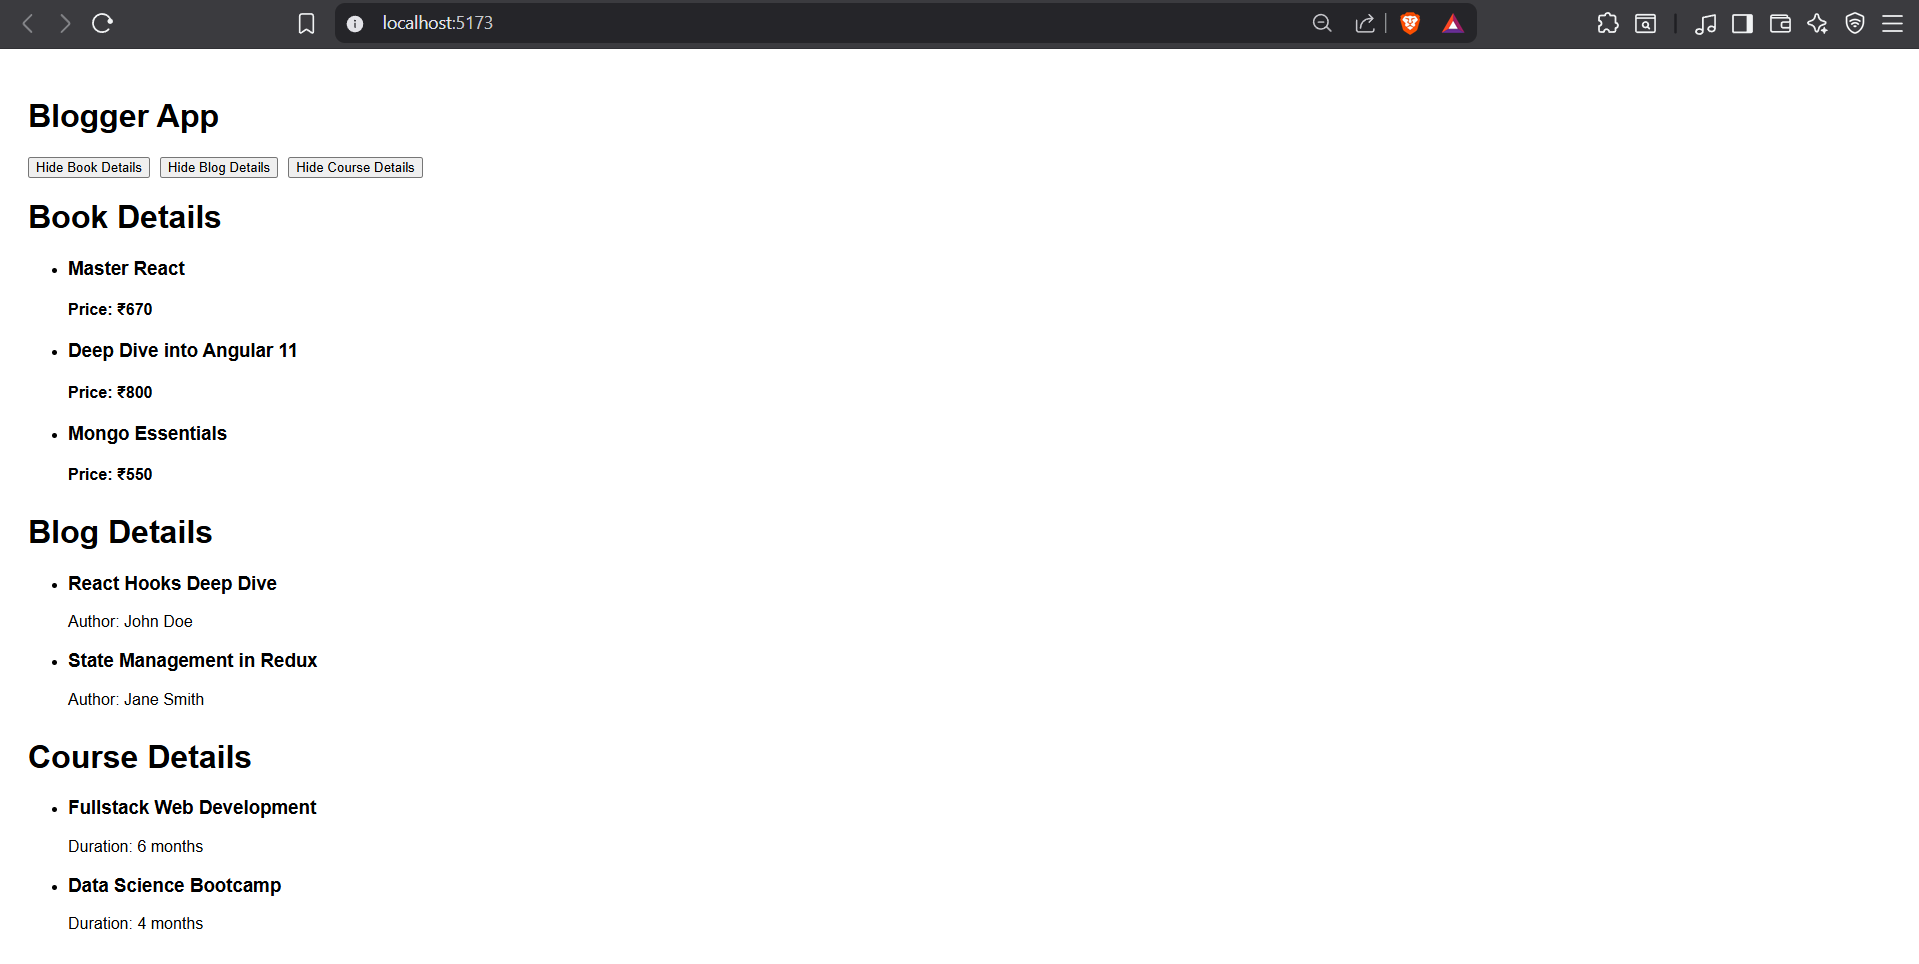 localhost:5173
Blogger App
Hide Book Details Hide Blog Details Hide Course Details
Book Details
Master React
Price: ₹670
Deep Dive into Angular 11
Price: ₹800
Mongo Essentials
Price: ₹550
Blog Details
React Hooks Deep Dive
Author: John Doe
State Management in Redux
Author: Jane Smith
Course Details
Fullstack Web Development
Duration: 6 months
Data Science Bootcamp
Duration: 4 months